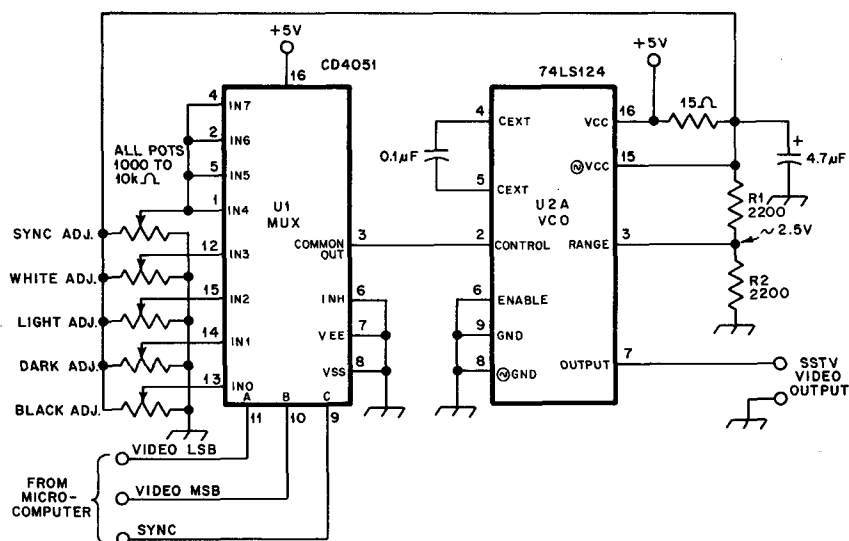 +5V
CD4051
16
4 IN7
2 IN6
5 IN5
1 IN4
ALL POTS
1000 TO
10kΩ
U1
MUX
SYNC ADJ.
12 IN3
WHITE ADJ.
15 IN2
LIGHT ADJ.
14 IN1
DARK ADJ.
13 IN0
BLACK ADJ.
COMMON
OUT 3
INH 6
VEE 7
VSS 8
A B C
11 10 9
VIDEO LSB
FROM
MICRO-
COMPUTER
VIDEO MSB
SYNC
74LS124
+5V
4 CEXT
0.1µF
5 CEXT
U2A
VCO
2 CONTROL
6 ENABLE
9 GND
8 GND
VCC 16
15Ω
+
4.7µF
VCC 15
R1
2200
RANGE 3
~2.5V
R2
2200
OUTPUT 7
SSTV
VIDEO
OUTPUT